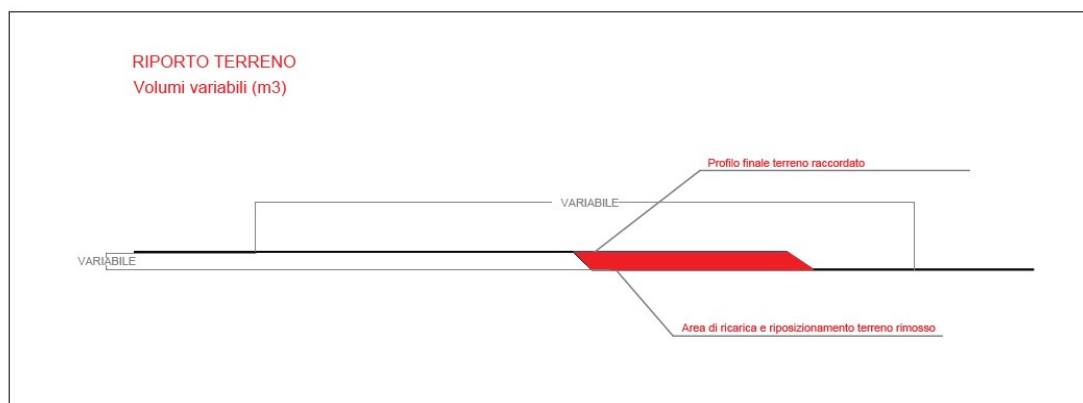 RIPORTO TERRENO
Volumi variabili (m3)
Profilo finale terreno raccordato
VARIABILE
VARIABILE
Area di ricarica e riposizionamento terreno rimosso